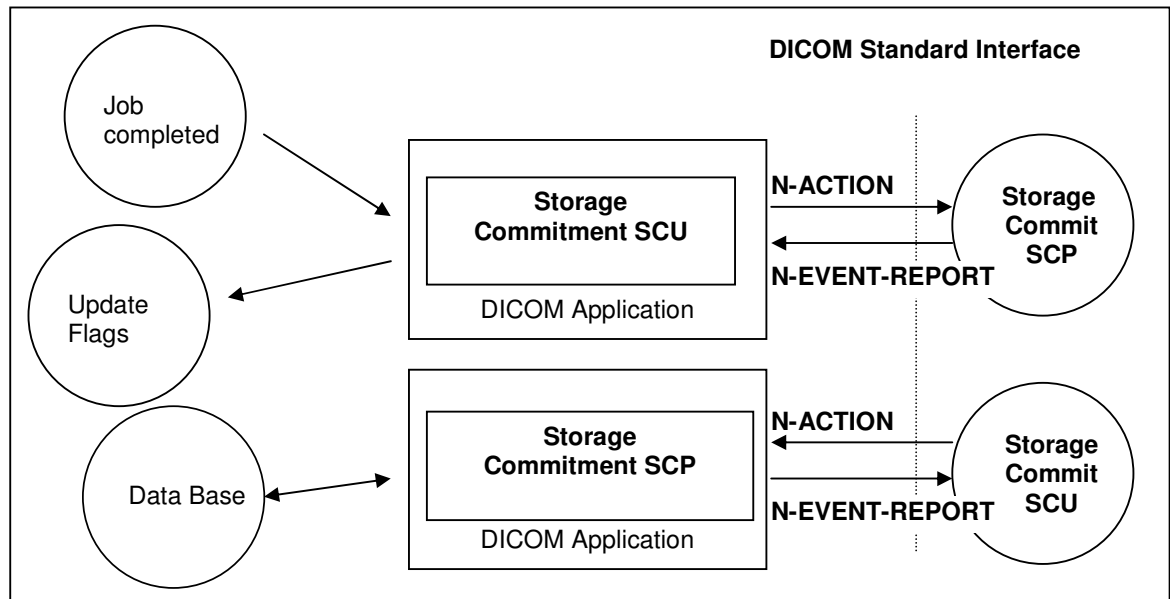 DICOM Standard Interface
Job
completed
Storage
Commitment SCU
DICOM Application
N-ACTION
N-EVENT-REPORT
Storage
Commit
SCP
Update
Flags
Data Base
Storage
Commitment SCP
DICOM Application
N-ACTION
N-EVENT-REPORT
Storage
Commit
SCU